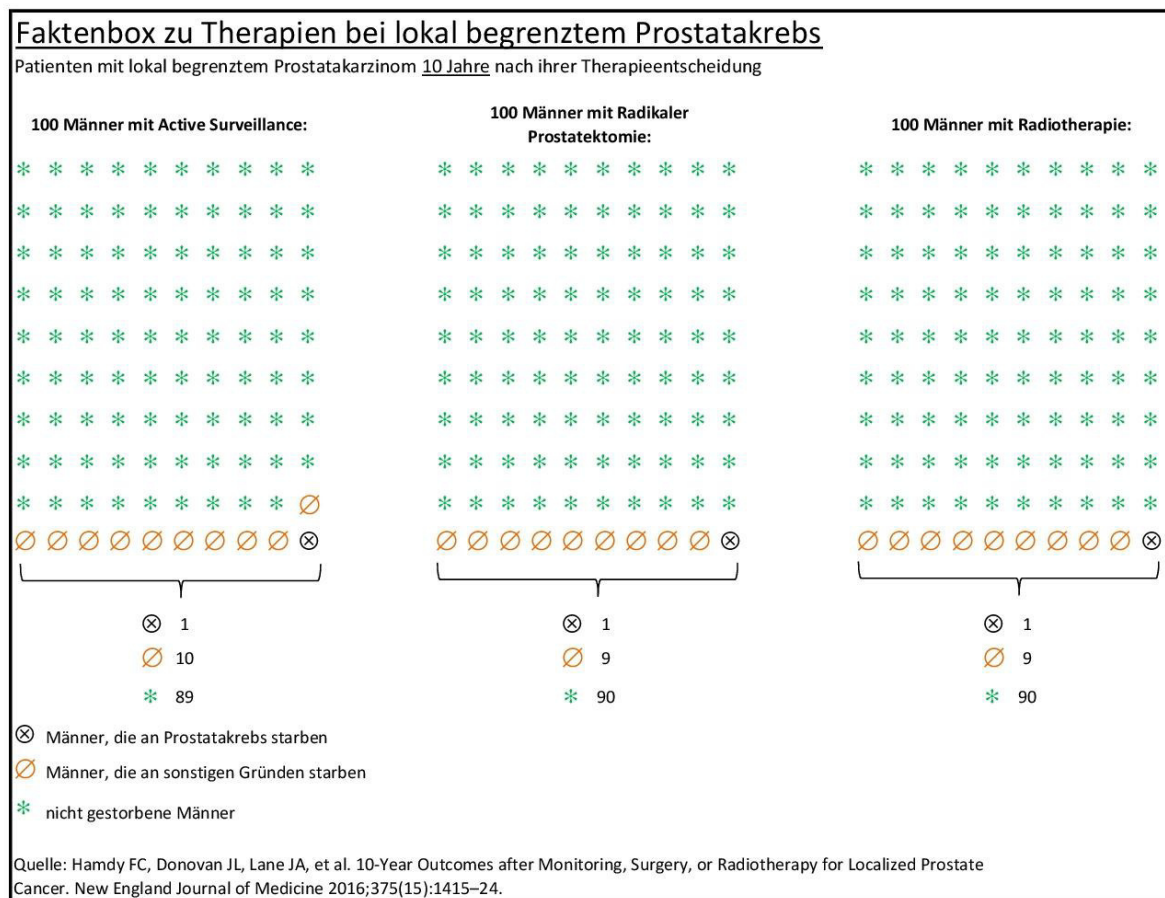 Faktenbox zu Therapien bei lokal begrenztem Prostatakrebs
Patienten mit lokal begrenztem Prostatakarzinom 10 Jahre nach ihrer Therapieentscheidung
100 Männer mit Active Surveillance:
100 Männer mit Radikaler
Prostatektomie:
100 Männer mit Radiotherapie:
1
10
89
1
9
90
1
9
90
Männer, die an Prostatakrebs starben
Männer, die an sonstigen Gründen starben
nicht gestorbene Männer
Quelle: Hamdy FC, Donovan JL, Lane JA, et al. 10-Year Outcomes after Monitoring, Surgery, or Radiotherapy for Localized Prostate
Cancer. New England Journal of Medicine 2016;375(15):1415–24.